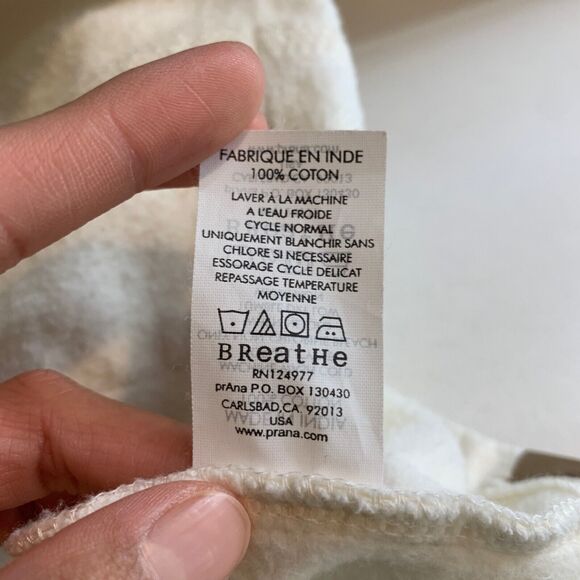 FABRIQUE EN INDE
100% COTON
LAVER À LA MACHINE
A L'EAU FROIDE
CYCLE NORMAL
UNIQUEMENT BLANCHIR SANS
CHLORE SI NECESSAIRE
ESSORAGE CYCLE DELICAT
REPASSAGE TEMPERATURE
MOYENNE
BReatHe
RN124977
prAna P.O. BOX 130430
CARLSBAD,CA. 92013
USA
www.prana.com